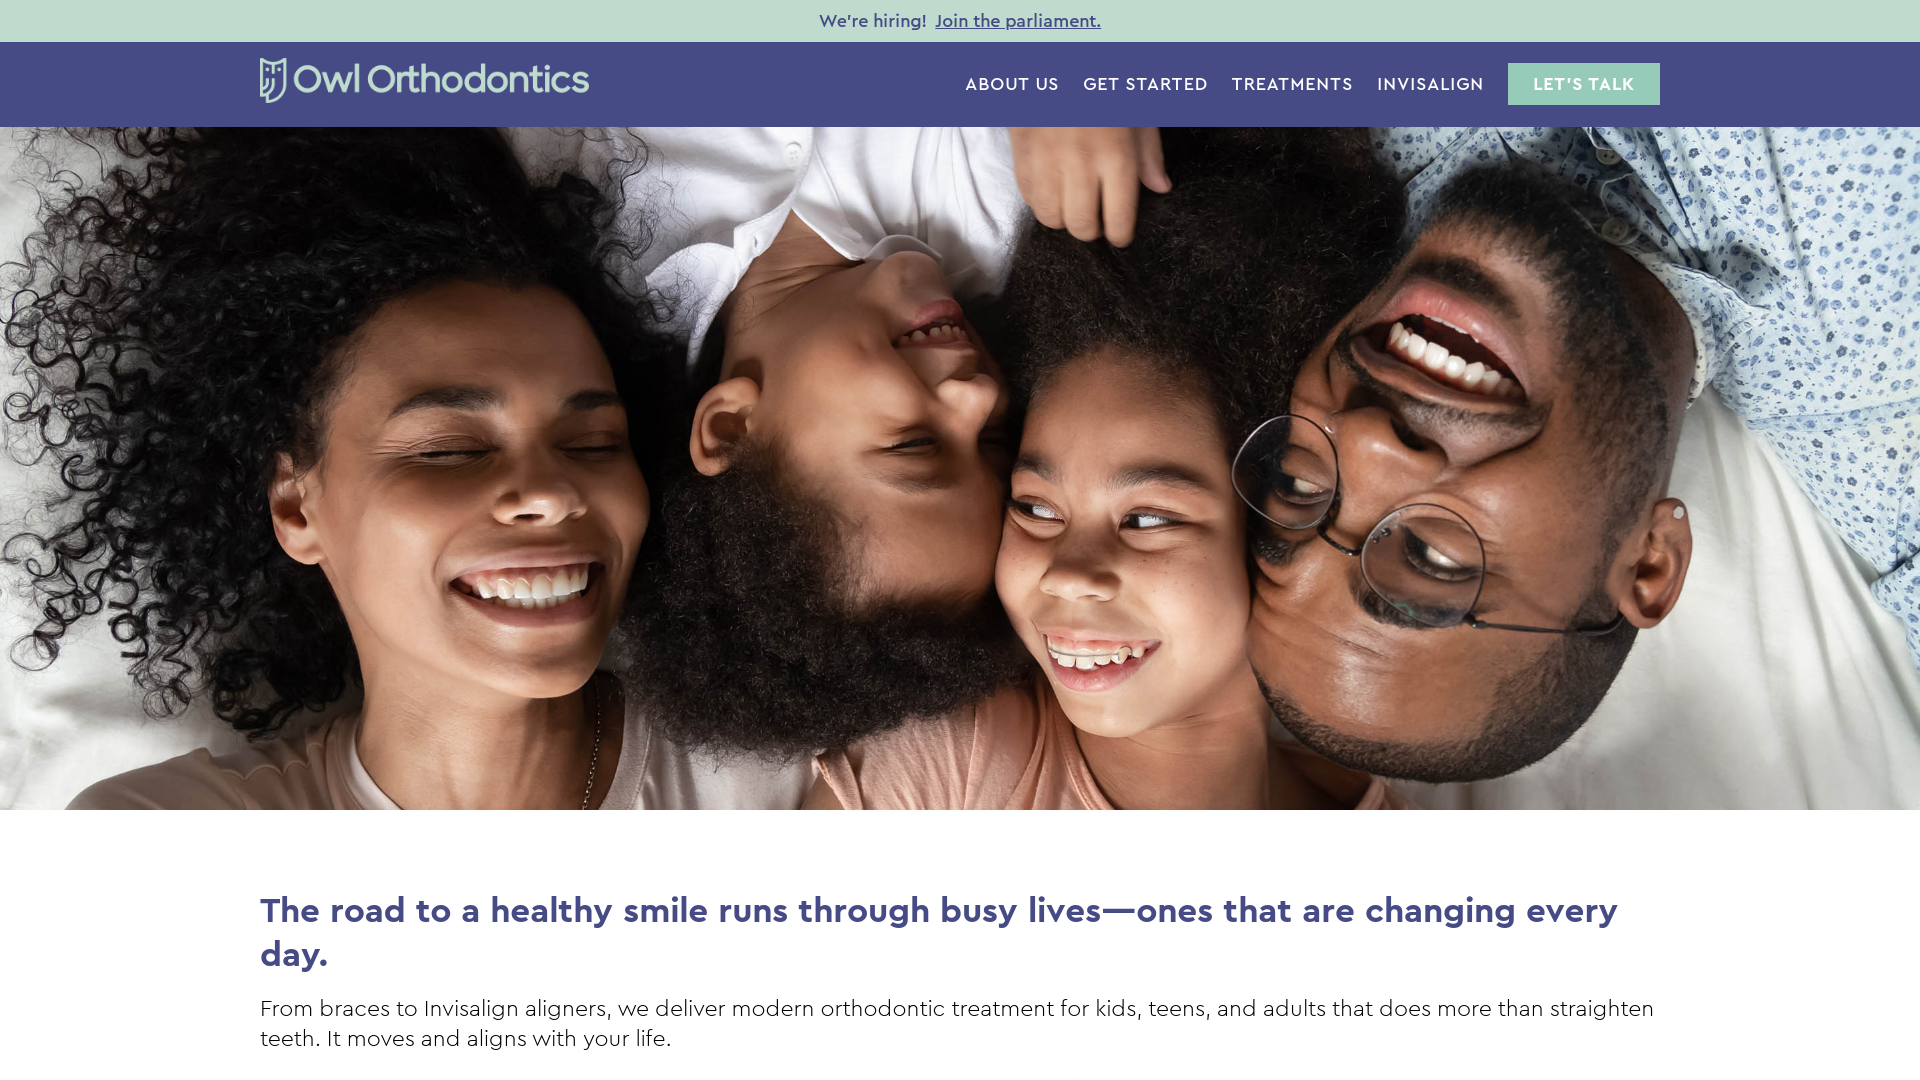 We're hiring! Join the parliament.
Owl Orthodontics
ABOUT US
GET STARTED
TREATMENTS
INVISALIGN
LET'S TALK
The road to a healthy smile runs through busy lives—ones that are changing every
day.
From braces to Invisalign aligners, we deliver modern orthodontic treatment for kids, teens, and adults that does more than straighten
teeth. It moves and aligns with your life.